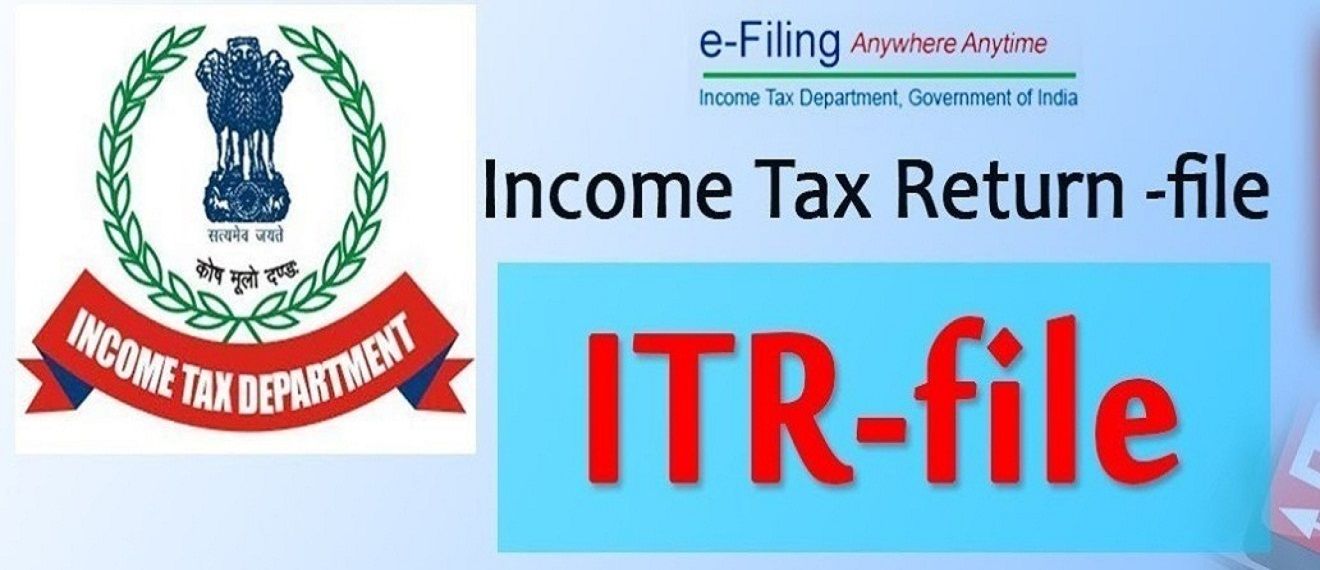 सत्यमेव जयते
कोष मूलो दण्डः
INCOME TAX DEPARTMENT
e-Filing Anywhere Anytime
Income Tax Department, Government of India
Income Tax Return -file
ITR-file